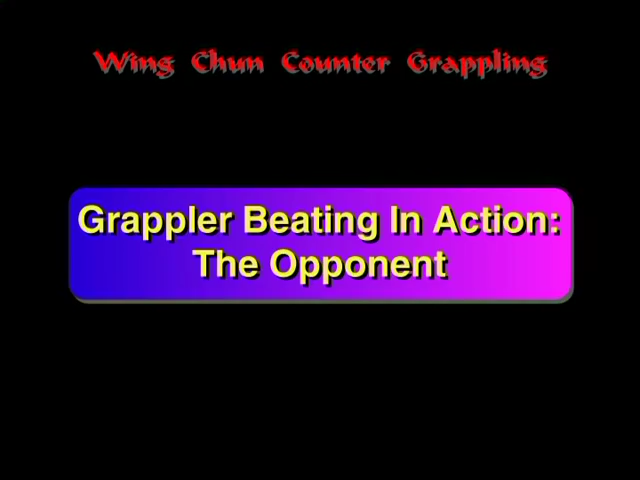 Wing Chun Counter Grappling
Grappler Beating In Action:
The Opponent